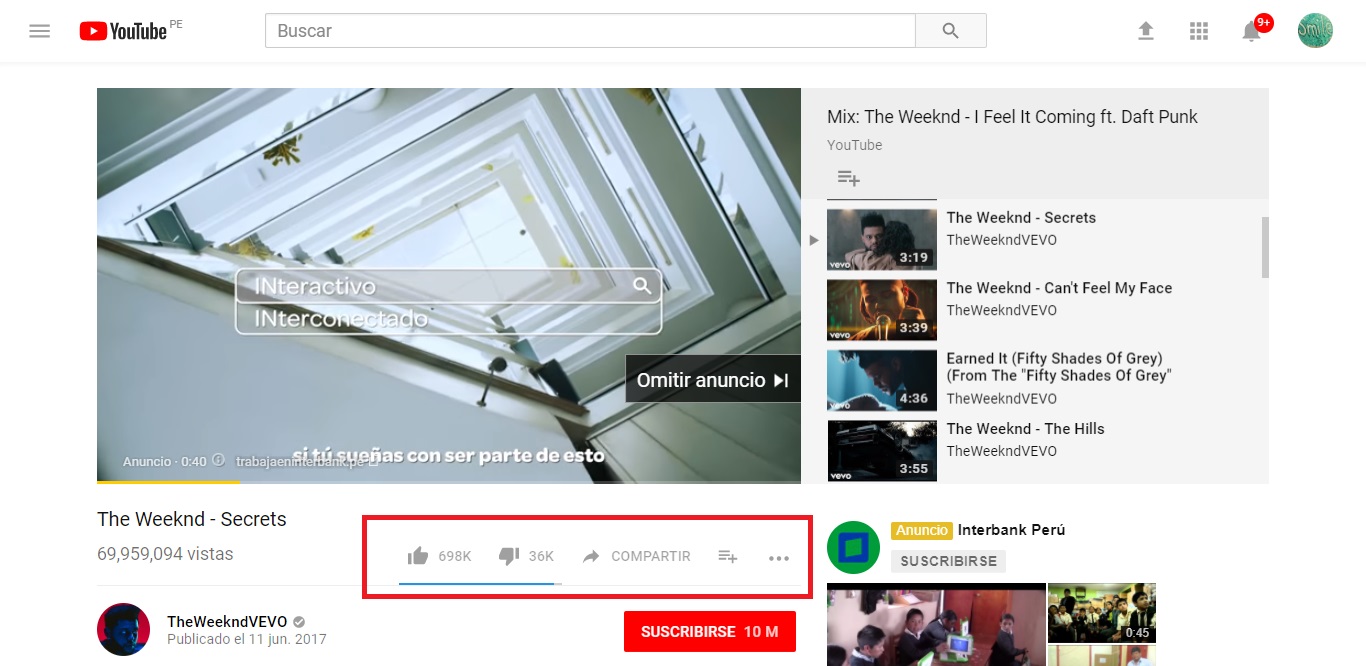 YouTube PE
Buscar
9+
INteractivo
INterconectado
Omitir anuncio
si tú sueñas con ser parte de esto
Anuncio · 0:40 trabajaeninterbank.pe
Mix: The Weeknd - I Feel It Coming ft. Daft Punk
YouTube
The Weeknd - Secrets
TheWeekndVEVO
vevo 3:19
The Weeknd - Can't Feel My Face
TheWeekndVEVO
vevo 3:39
Earned It (Fifty Shades Of Grey)
(From The "Fifty Shades Of Grey"
TheWeekndVEVO
vevo 4:36
The Weeknd - The Hills
TheWeekndVEVO
vevo 3:55
The Weeknd - Secrets
69,959,094 vistas
698K 36K COMPARTIR
TheWeekndVEVO
Publicado el 11 jun. 2017
SUSCRIBIRSE 10 M
Anuncio Interbank Perú
SUSCRIBIRSE
0:45